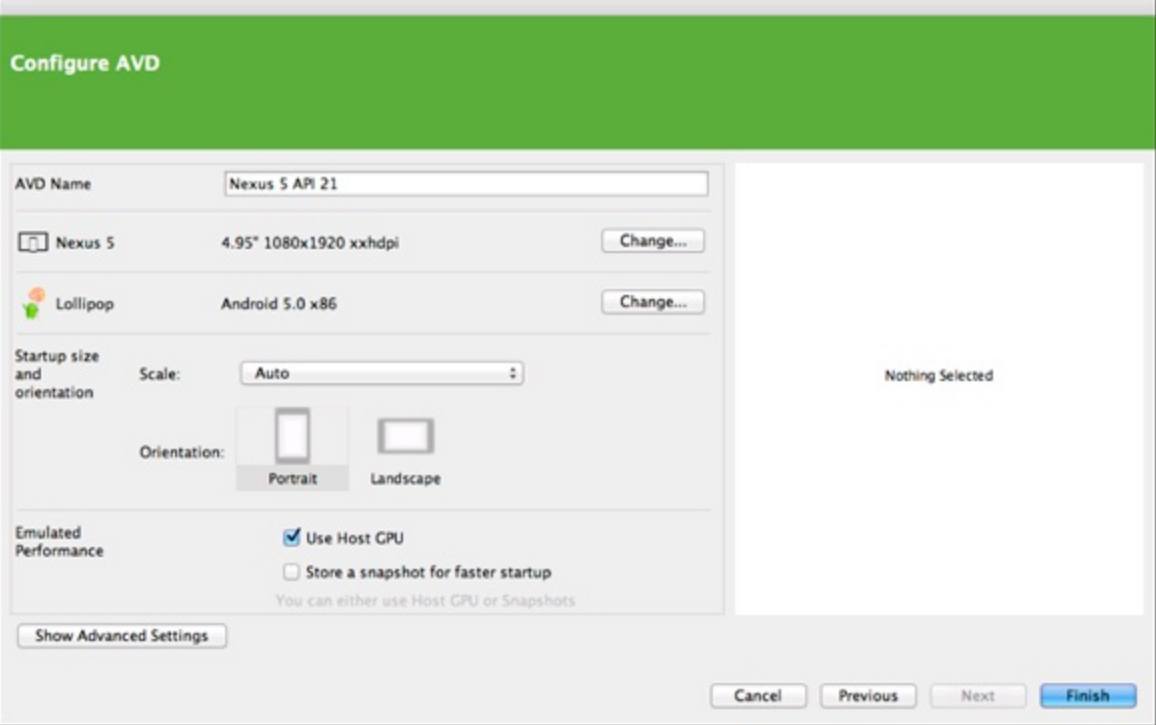 Configure AVD
AVD Name
Nexus 5 API 21
Nexus 5
4.95" 1080x1920 xxhdpi
Change...
Lollipop
Android 5.0 x86
Change...
Startup size
and
orientation
Scale:
Auto
Orientation:
Portrait
Landscape
Emulated
Performance
Use Host GPU
Store a snapshot for faster startup
You can either use Host GPU or Snapshots
Nothing Selected
Show Advanced Settings
Cancel
Previous
Next
Finish